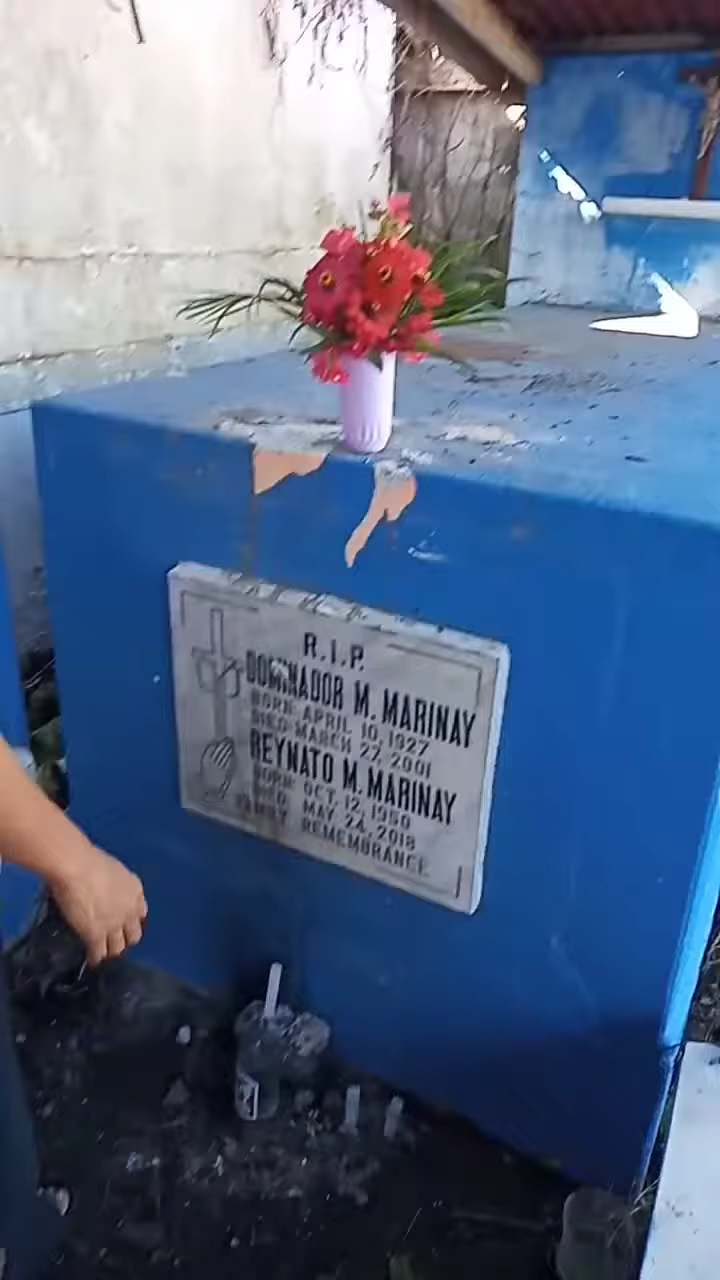 R.I.P.
DOMINADOR M. MARINAY
BORN: APRIL 10, 1927
DIED: MARCH 27, 2001
REYNATO M. MARINAY
BORN: OCT. 12, 1950
DIED: MAY 24, 2018
FAMILY REMEMBRANCE